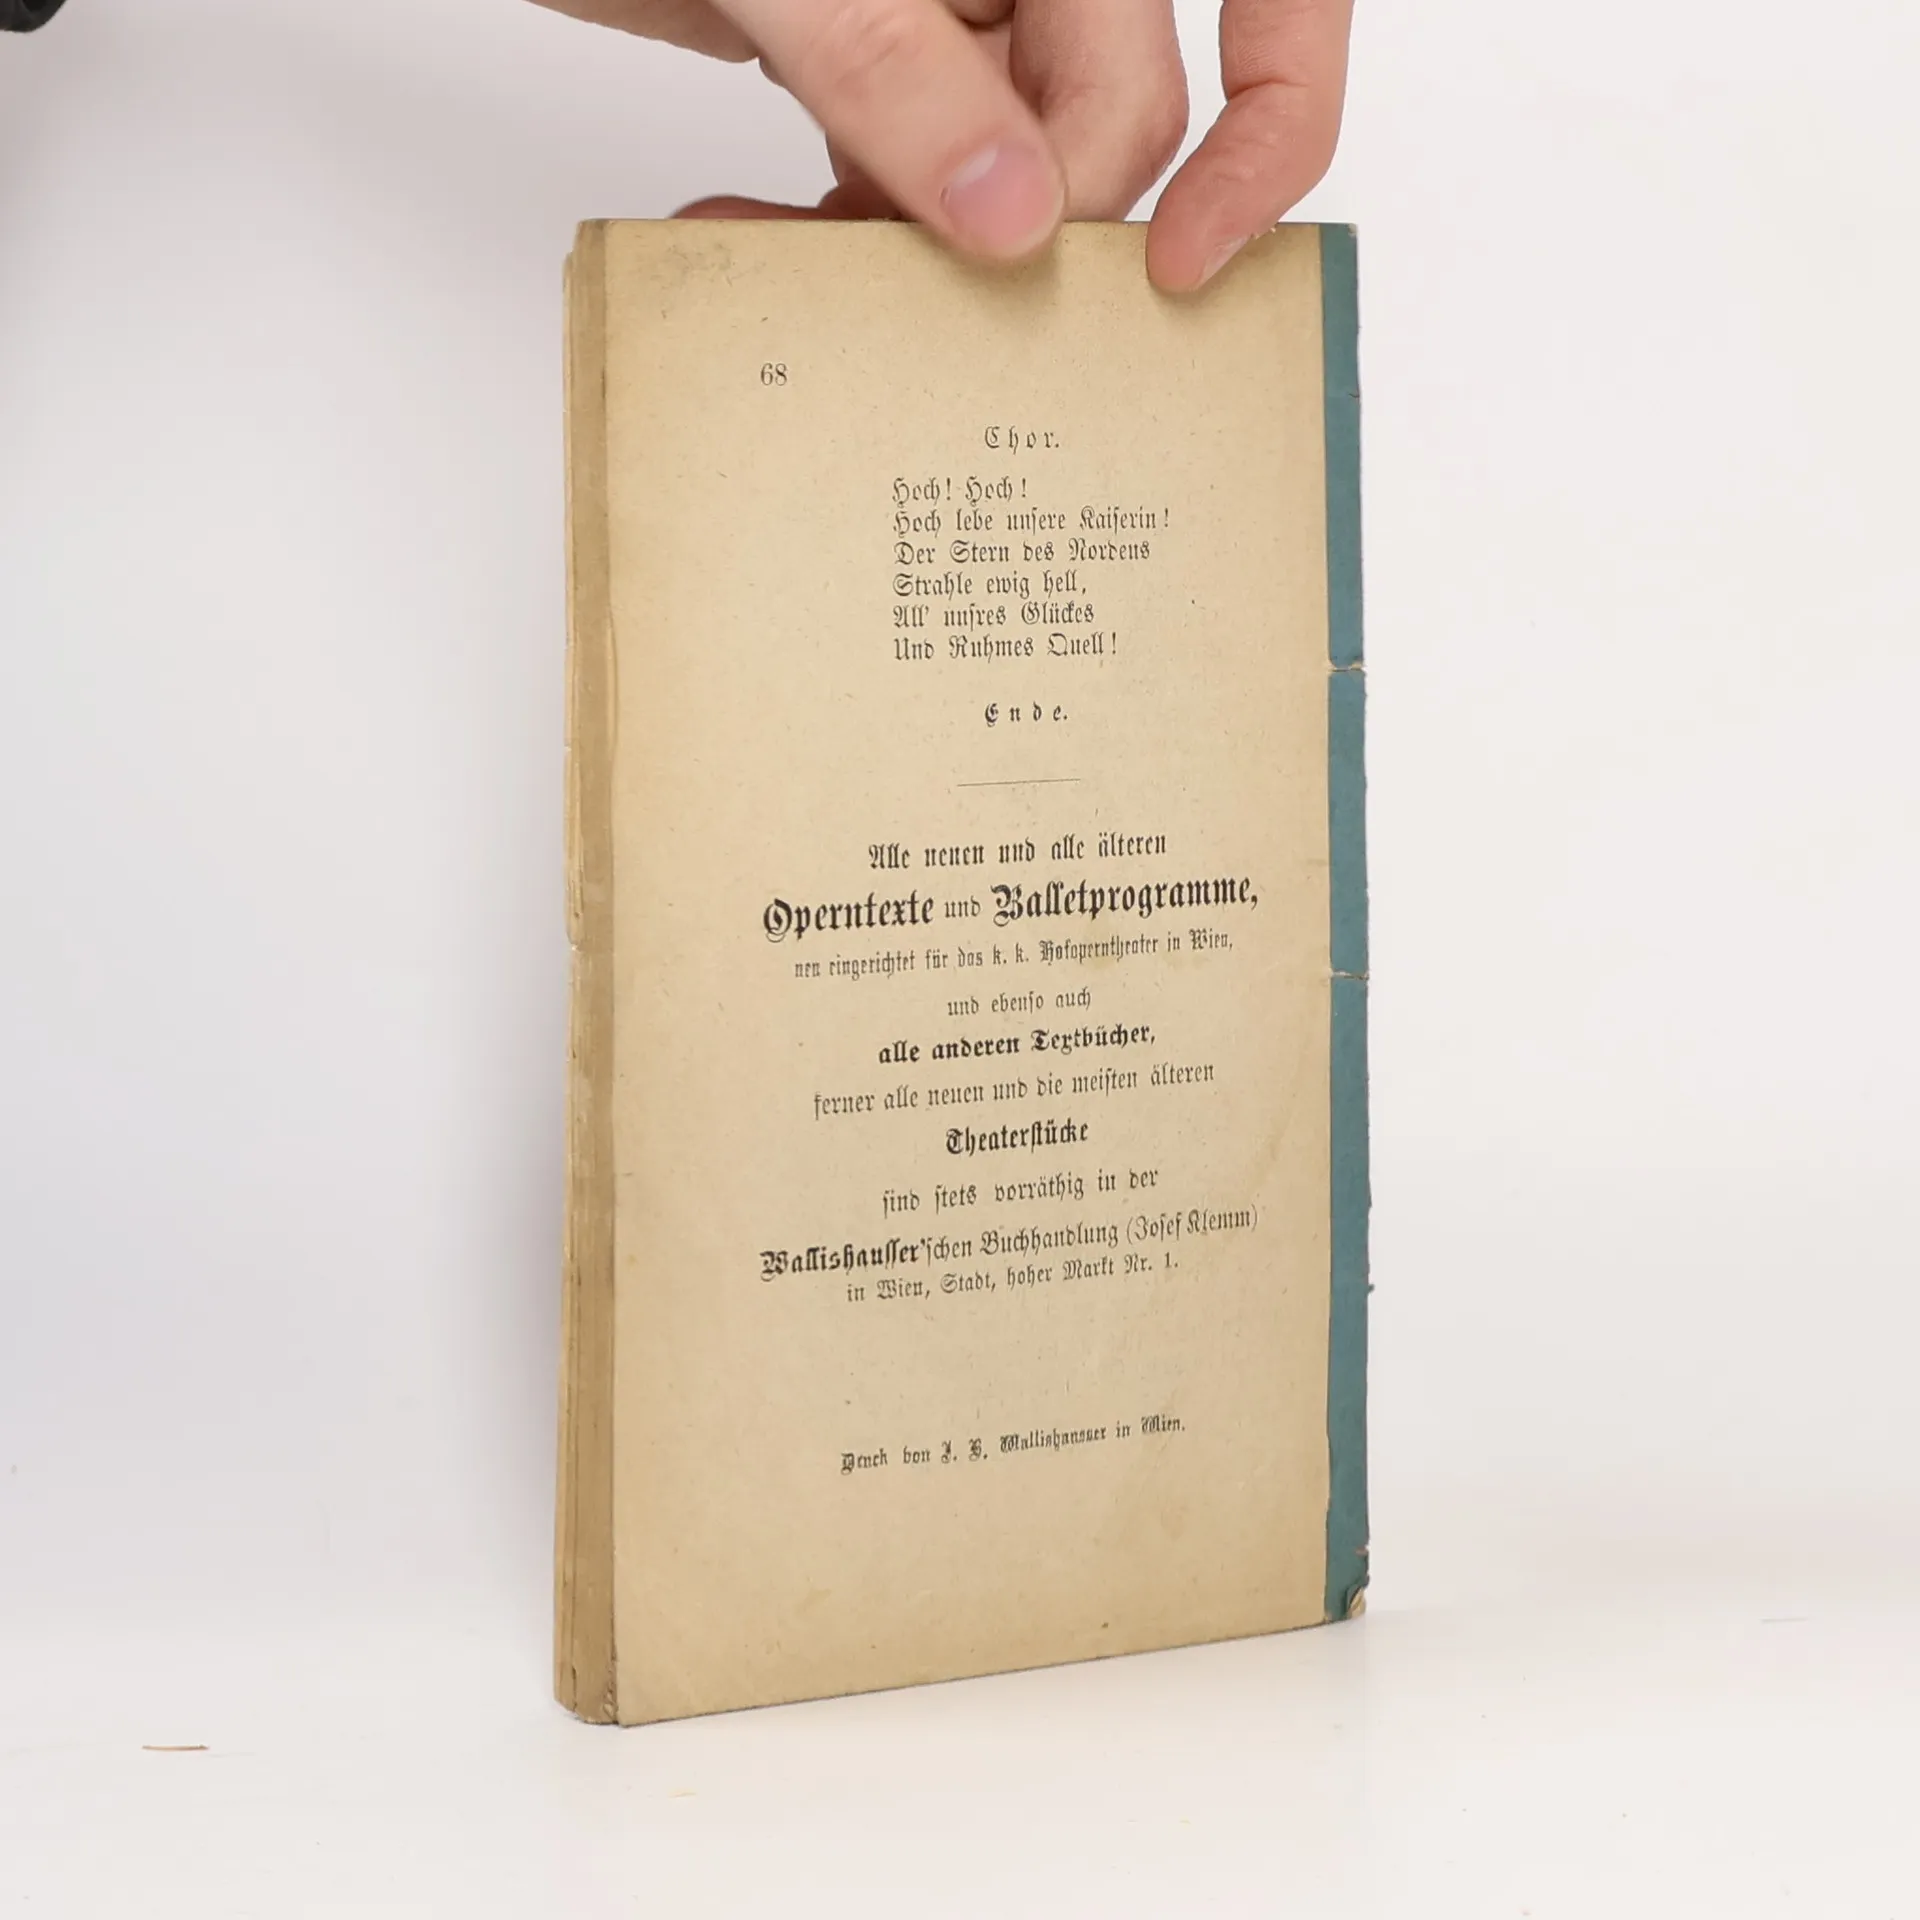 68
Chor.
Hoch! Hoch!
Hoch lebe unsere Kaiserin!
Der Stern des Nordens
Strahle ewig hell,
All' unsres Glückes
Und Ruhmes Quell!
Ende.
Alle neuen und alle älteren
Operntexte und Balletprogramme,
neu eingerichtet für das k. k. Hofoperntheater in Wien,
und ebenso auch
alle anderen Textbücher,
ferner alle neuen und die meisten älteren
Theaterstücke
sind stets vorräthig in der
Wallishausser'schen Buchhandlung (Josef Klemm)
in Wien, Stadt, hoher Markt Nr. 1.
Druck von J. B. Wallishausser in Wien.